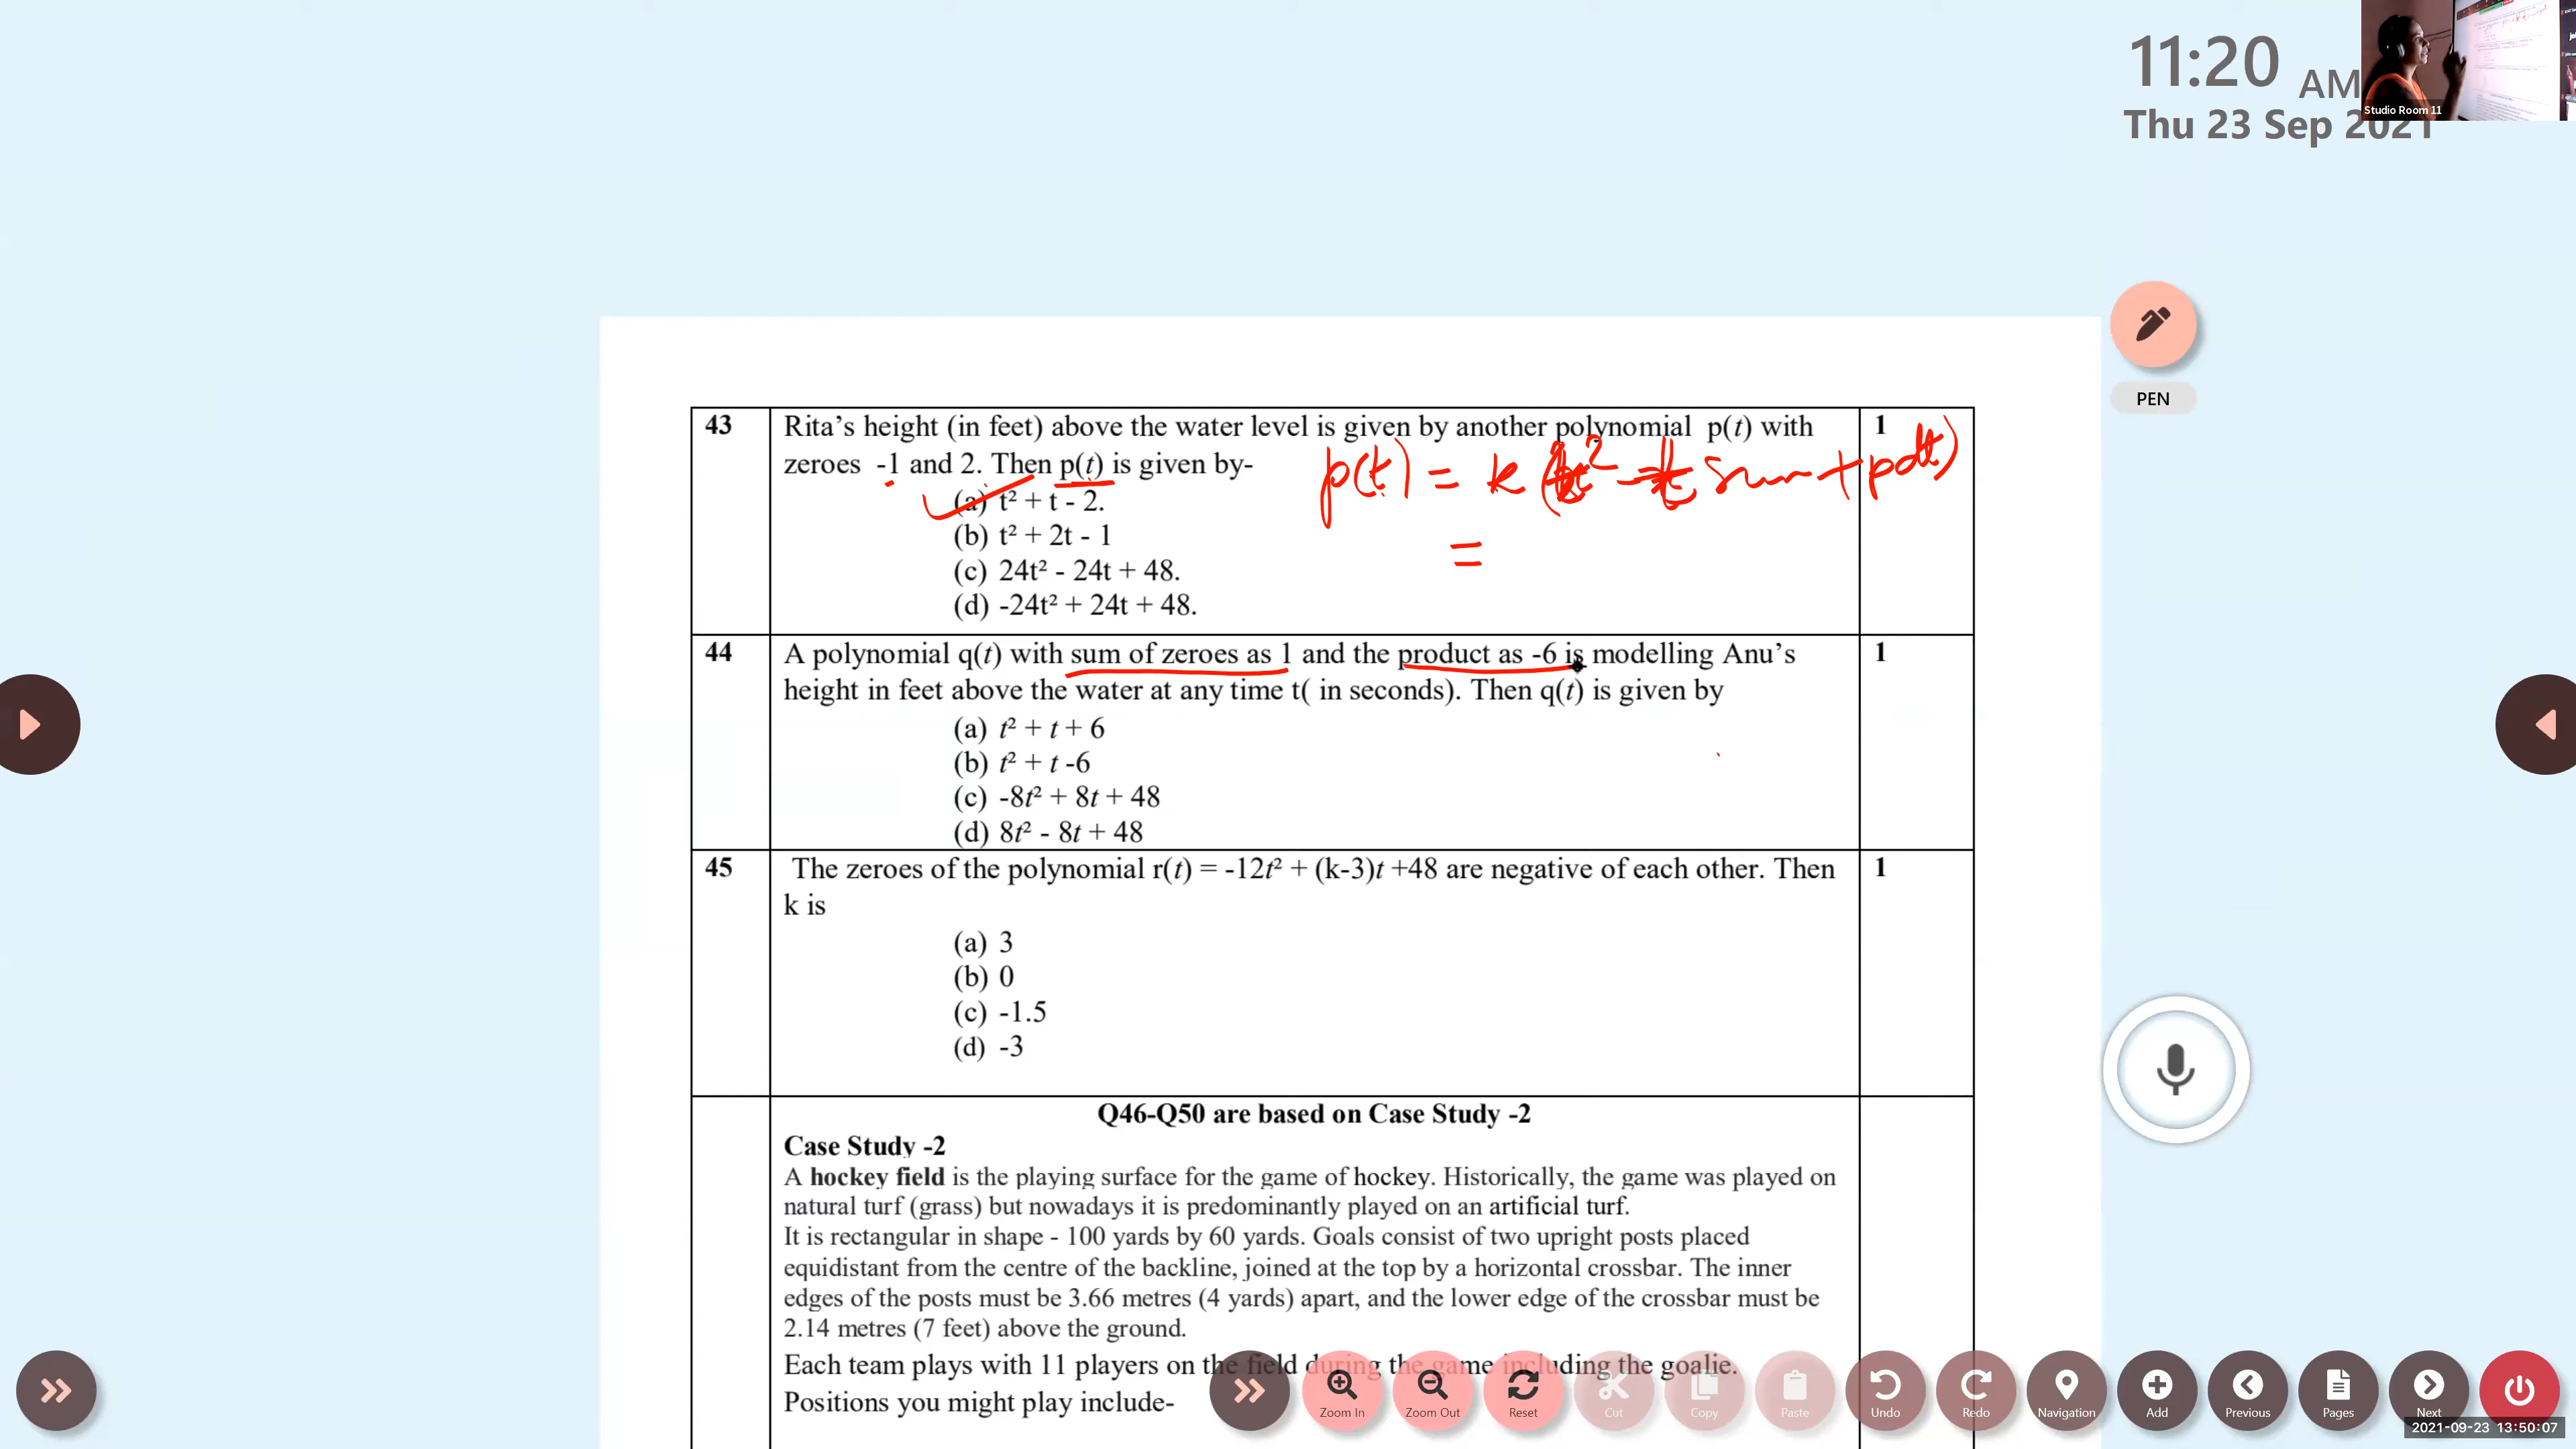 11:20 AM
Thu 23 Sep 2021
Studio Room 11
PEN
43 Rita's height (in feet) above the water level is given by another polynomial p(t) with 1
zeroes -1 and 2. Then p(t) is given by-
p(t) = k(t² - t sum + pdt)
(a) t² + t - 2.
(b) t² + 2t - 1
=
(c) 24t² - 24t + 48.
(d) -24t² + 24t + 48.
44 A polynomial q(t) with sum of zeroes as 1 and the product as -6 is modelling Anu's 1
height in feet above the water at any time t( in seconds). Then q(t) is given by
(a) t² + t + 6
(b) t² + t -6
(c) -8t² + 8t + 48
(d) 8t² - 8t + 48
45 The zeroes of the polynomial r(t) = -12t² + (k-3)t +48 are negative of each other. Then 1
k is
(a) 3
(b) 0
(c) -1.5
(d) -3
Q46-Q50 are based on Case Study -2
Case Study -2
A hockey field is the playing surface for the game of hockey. Historically, the game was played on
natural turf (grass) but nowadays it is predominantly played on an artificial turf.
It is rectangular in shape - 100 yards by 60 yards. Goals consist of two upright posts placed
equidistant from the centre of the backline, joined at the top by a horizontal crossbar. The inner
edges of the posts must be 3.66 metres (4 yards) apart, and the lower edge of the crossbar must be
2.14 metres (7 feet) above the ground.
Each team plays with 11 players on the field during the game including the goalie.
Positions you might play include-
Zoom In Zoom Out Reset Cut Copy Paste Undo Redo Navigation Add Previous Pages Next
2021-09-23 13:50:07